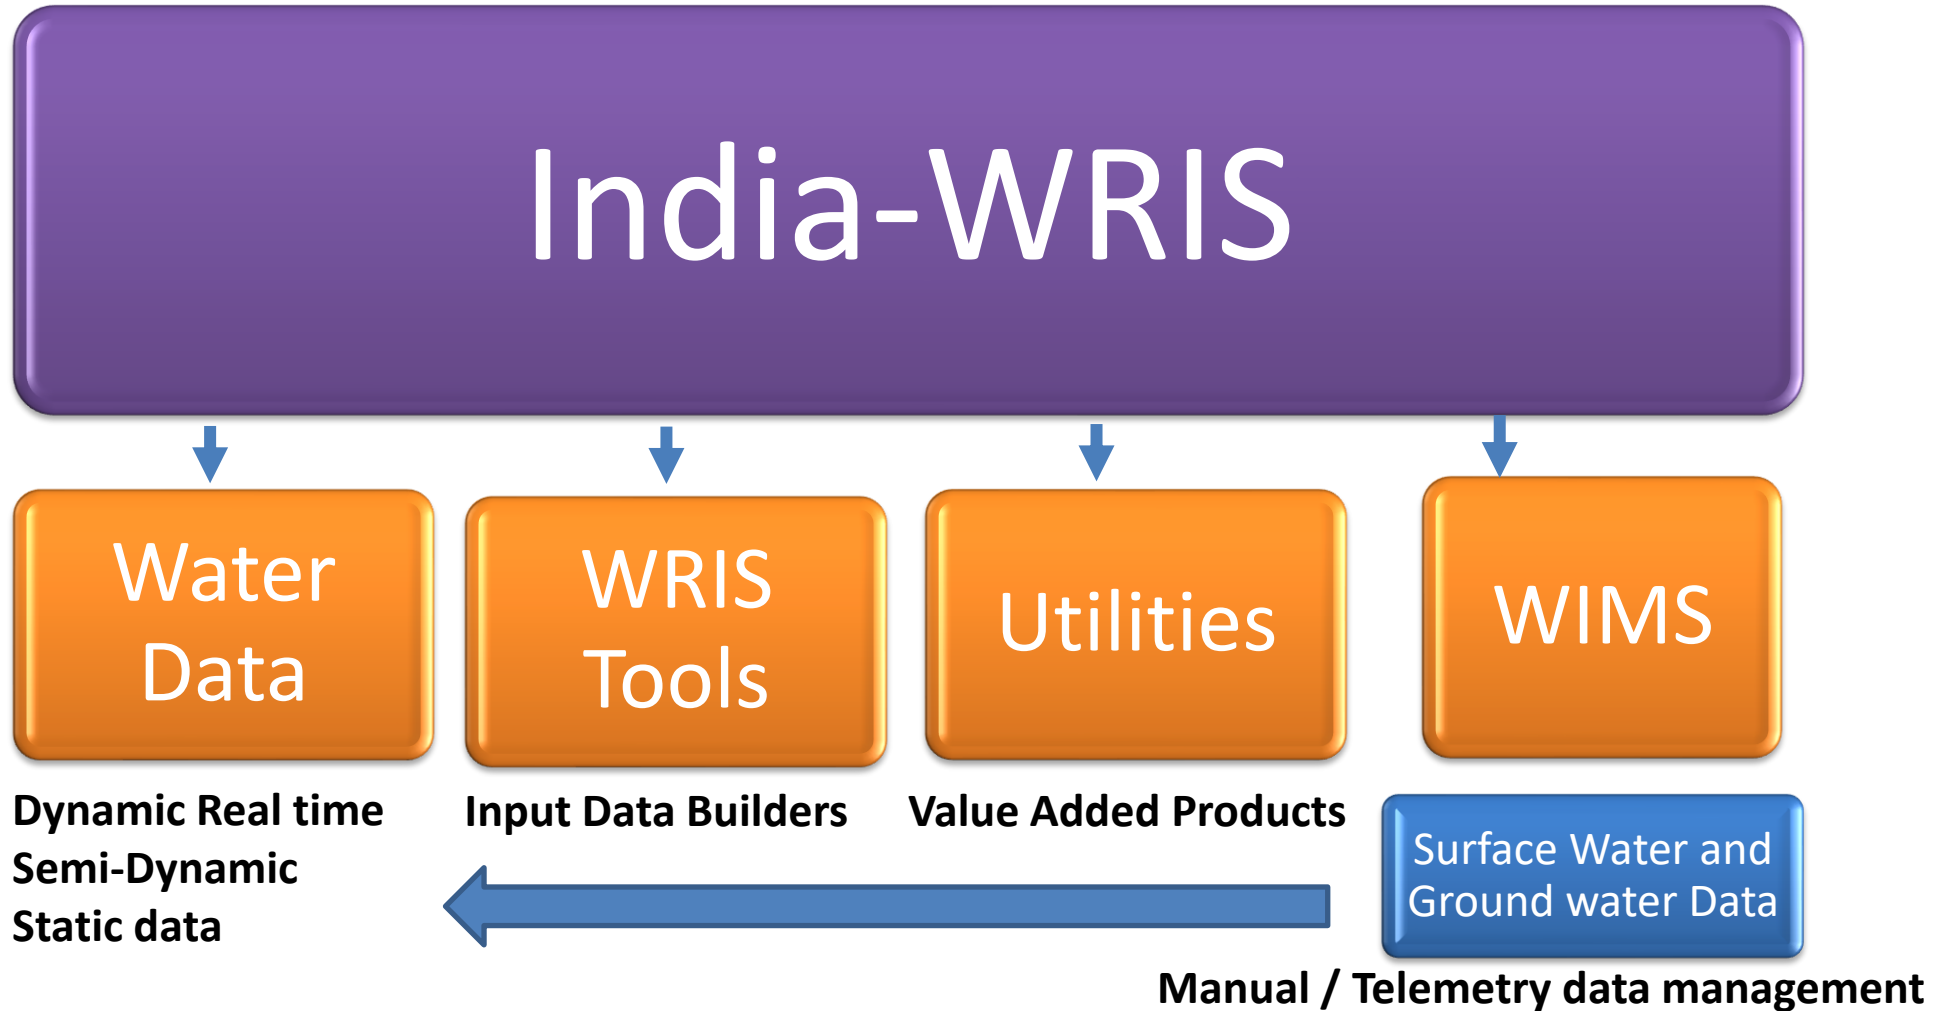 India-WRIS
Water
Data
WRIS
Tools
Utilities
WIMS
Dynamic Real time
Semi-Dynamic
Static data
Input Data Builders
Value Added Products
Surface Water and
Ground water Data
Manual / Telemetry data management